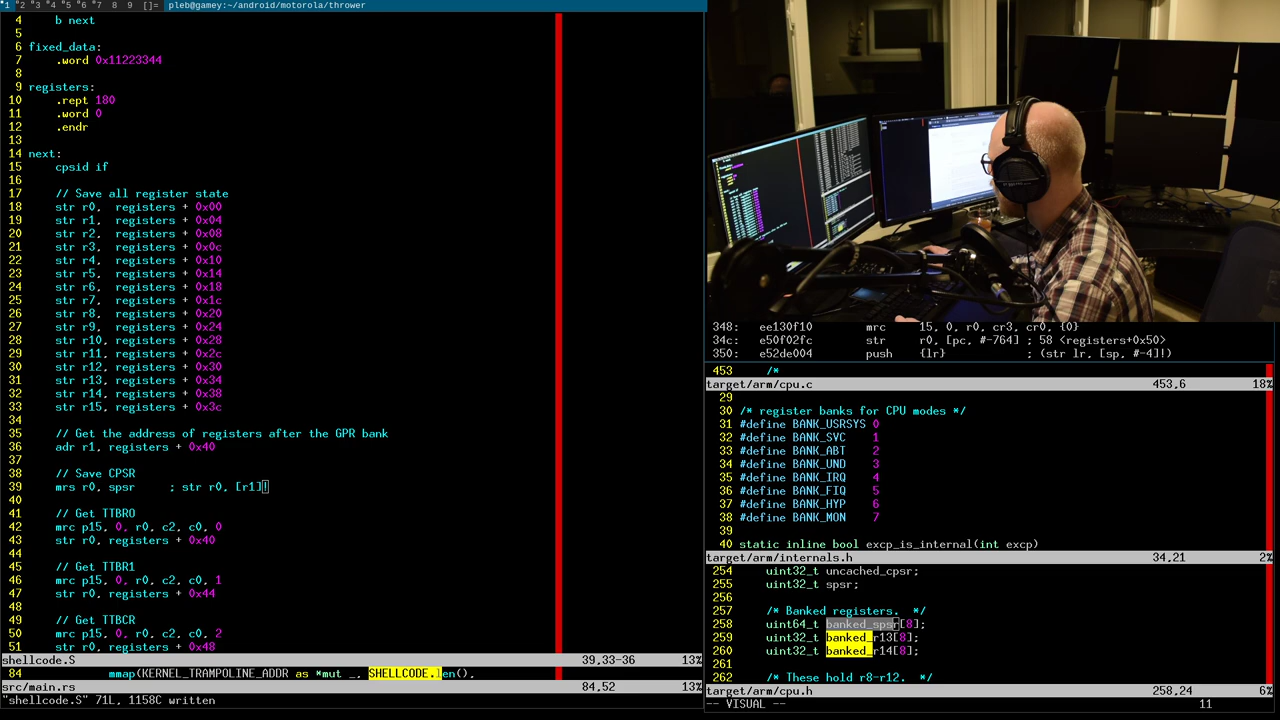 1 2 3 4 5 6 7 8 9 []= pleb@gamey:~/android/motorola/thrower
4 b next
5
6 fixed_data:
7 .word 0x11223344
8
9 registers:
10 .rept 180
11 .word 0
12 .endr
13
14 next:
15 cpsid if
16
17 // Save all register state
18 str r0, registers + 0x00
19 str r1, registers + 0x04
20 str r2, registers + 0x08
21 str r3, registers + 0x0c
22 str r4, registers + 0x10
23 str r5, registers + 0x14
24 str r6, registers + 0x18
25 str r7, registers + 0x1c
26 str r8, registers + 0x20
27 str r9, registers + 0x24
28 str r10, registers + 0x28
29 str r11, registers + 0x2c
30 str r12, registers + 0x30
31 str r13, registers + 0x34
32 str r14, registers + 0x38
33 str r15, registers + 0x3c
34
35 // Get the address of registers after the GPR bank
36 adr r1, registers + 0x40
37
38 // Save CPSR
39 mrs r0, spsr ; str r0, [r1]!
40
41 // Get TTBR0
42 mrc p15, 0, r0, c2, c0, 0
43 str r0, registers + 0x40
44
45 // Get TTBR1
46 mrc p15, 0, r0, c2, c0, 1
47 str r0, registers + 0x44
48
49 // Get TTBCR
50 mrc p15, 0, r0, c2, c0, 2
51 str r0, registers + 0x48
shellcode.S 39,33-36 13%
84 mmap(KERNEL_TRAMPOLINE_ADDR as *mut _, SHELLCODE.len(),
src/main.rs 84,52 13%
"shellcode.S" 71L, 1158C written
348: ee130f10 mrc 15, 0, r0, cr3, cr0, {0}
34c: e50f02fc str r0, [pc, #-764] ; 58 <registers+0x50>
350: e52de004 push {lr} ; (str lr, [sp, #-4]!)
453 /*
target/arm/cpu.c 453,6 18%
29
30 /* register banks for CPU modes */
31 #define BANK_USRSYS 0
32 #define BANK_SVC 1
33 #define BANK_ABT 2
34 #define BANK_UND 3
35 #define BANK_IRQ 4
36 #define BANK_FIQ 5
37 #define BANK_HYP 6
38 #define BANK_MON 7
39
40 static inline bool excp_is_internal(int excp)
target/arm/internals.h 34,21 2%
254 uint32_t uncached_cpsr;
255 uint32_t spsr;
256
257 /* Banked registers. */
258 uint64_t banked_spsr[8];
259 uint32_t banked_r13[8];
260 uint32_t banked_r14[8];
261
262 /* These hold r8-r12. */
target/arm/cpu.h 258,24 6%
-- VISUAL -- 11